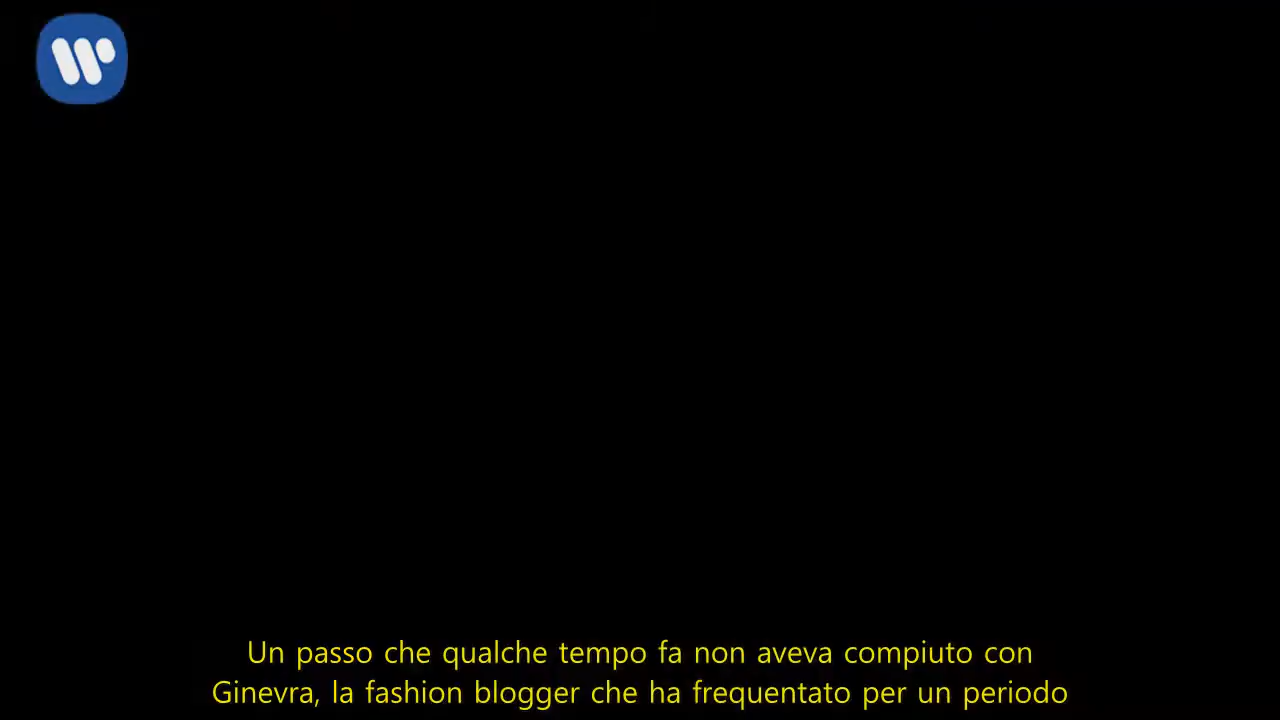 Un passo che qualche tempo fa non aveva compiuto con
Ginevra, la fashion blogger che ha frequentato per un periodo